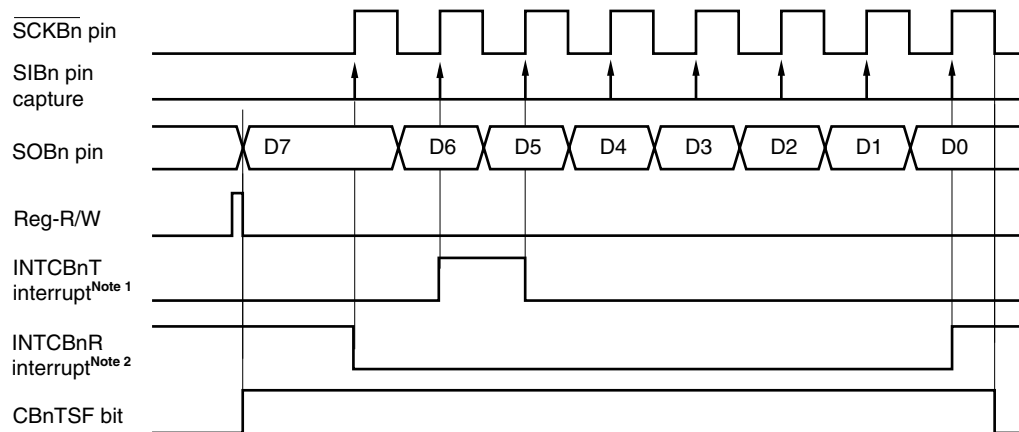 SCKBn pin
SIBn pin
capture
SOBn pin
D7 D6 D5 D4 D3 D2 D1 D0
Reg-R/W
INTCBnT
interruptNote 1
INTCBnR
interruptNote 2
CBnTSF bit